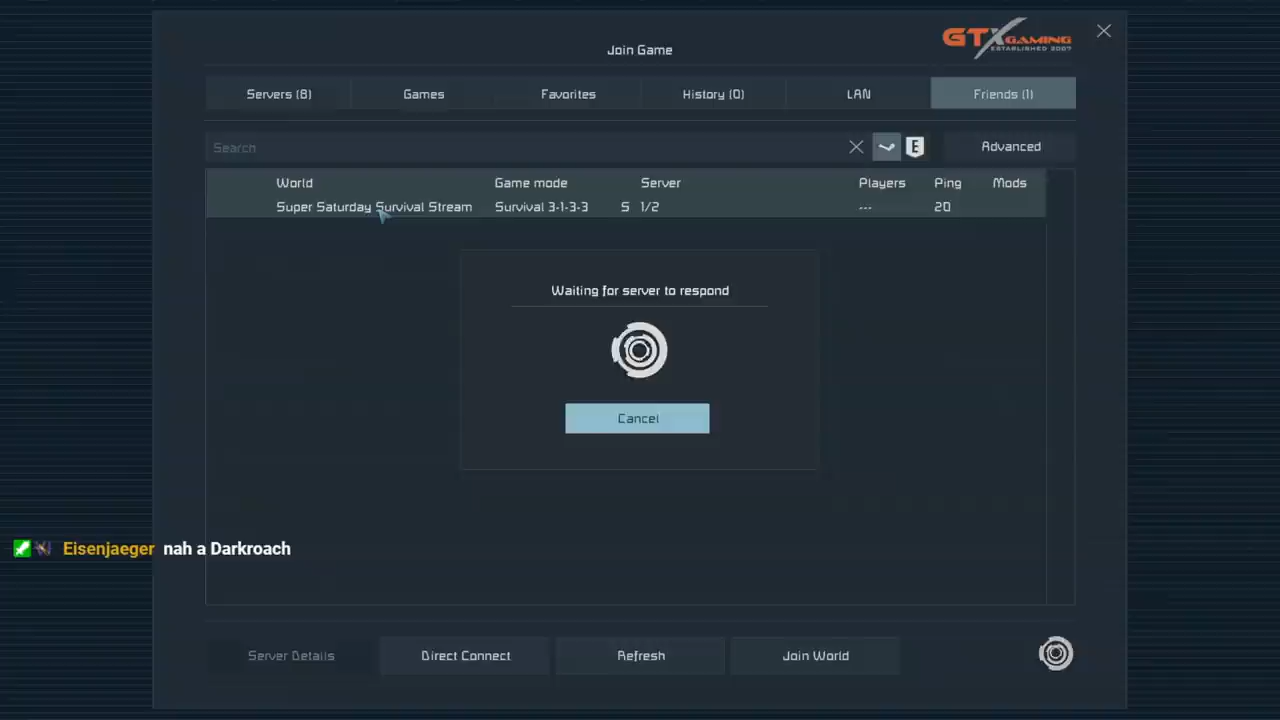 GTXGAMING
ESTABLISHED 2007
Join Game
Servers (8) Games Favorites History (0) LAN Friends (1)
Search E Advanced
World Game mode Server Players Ping Mods
Super Saturday Survival Stream Survival 3-1-3-3 S 1/2 --- 20
Waiting for server to respond
Cancel
Eisenjaeger nah a Darkroach
Server Details Direct Connect Refresh Join World